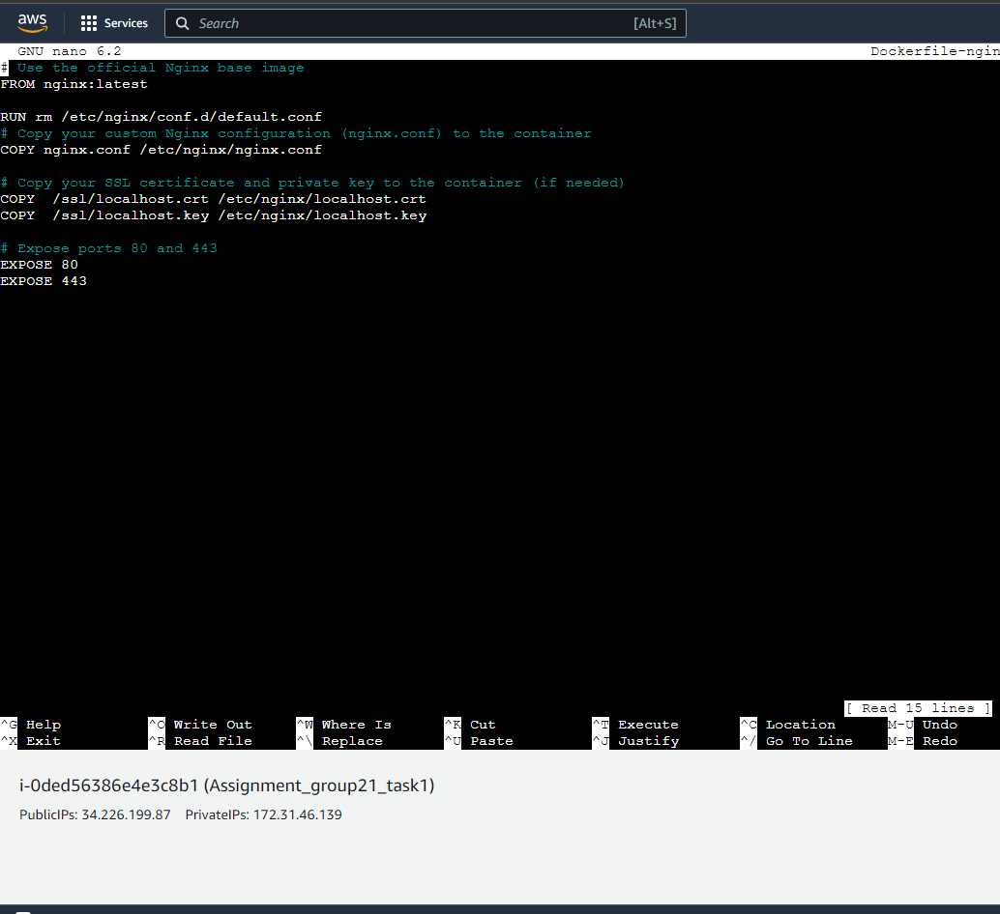 aws Services Search [Alt+S]
GNU nano 6.2 Dockerfile-ngin
# Use the official Nginx base image
FROM nginx:latest
RUN rm /etc/nginx/conf.d/default.conf
# Copy your custom Nginx configuration (nginx.conf) to the container
COPY nginx.conf /etc/nginx/nginx.conf
# Copy your SSL certificate and private key to the container (if needed)
COPY  /ssl/localhost.crt /etc/nginx/localhost.crt
COPY  /ssl/localhost.key /etc/nginx/localhost.key
# Expose ports 80 and 443
EXPOSE 80
EXPOSE 443
[ Read 15 lines ]
^G Help ^O Write Out ^W Where Is ^K Cut ^T Execute ^C Location M-U Undo
^X Exit ^R Read File ^\ Replace ^U Paste ^J Justify ^/ Go To Line M-E Redo
i-0ded56386e4e3c8b1 (Assignment_group21_task1)
PublicIPs: 34.226.199.87 PrivateIPs: 172.31.46.139